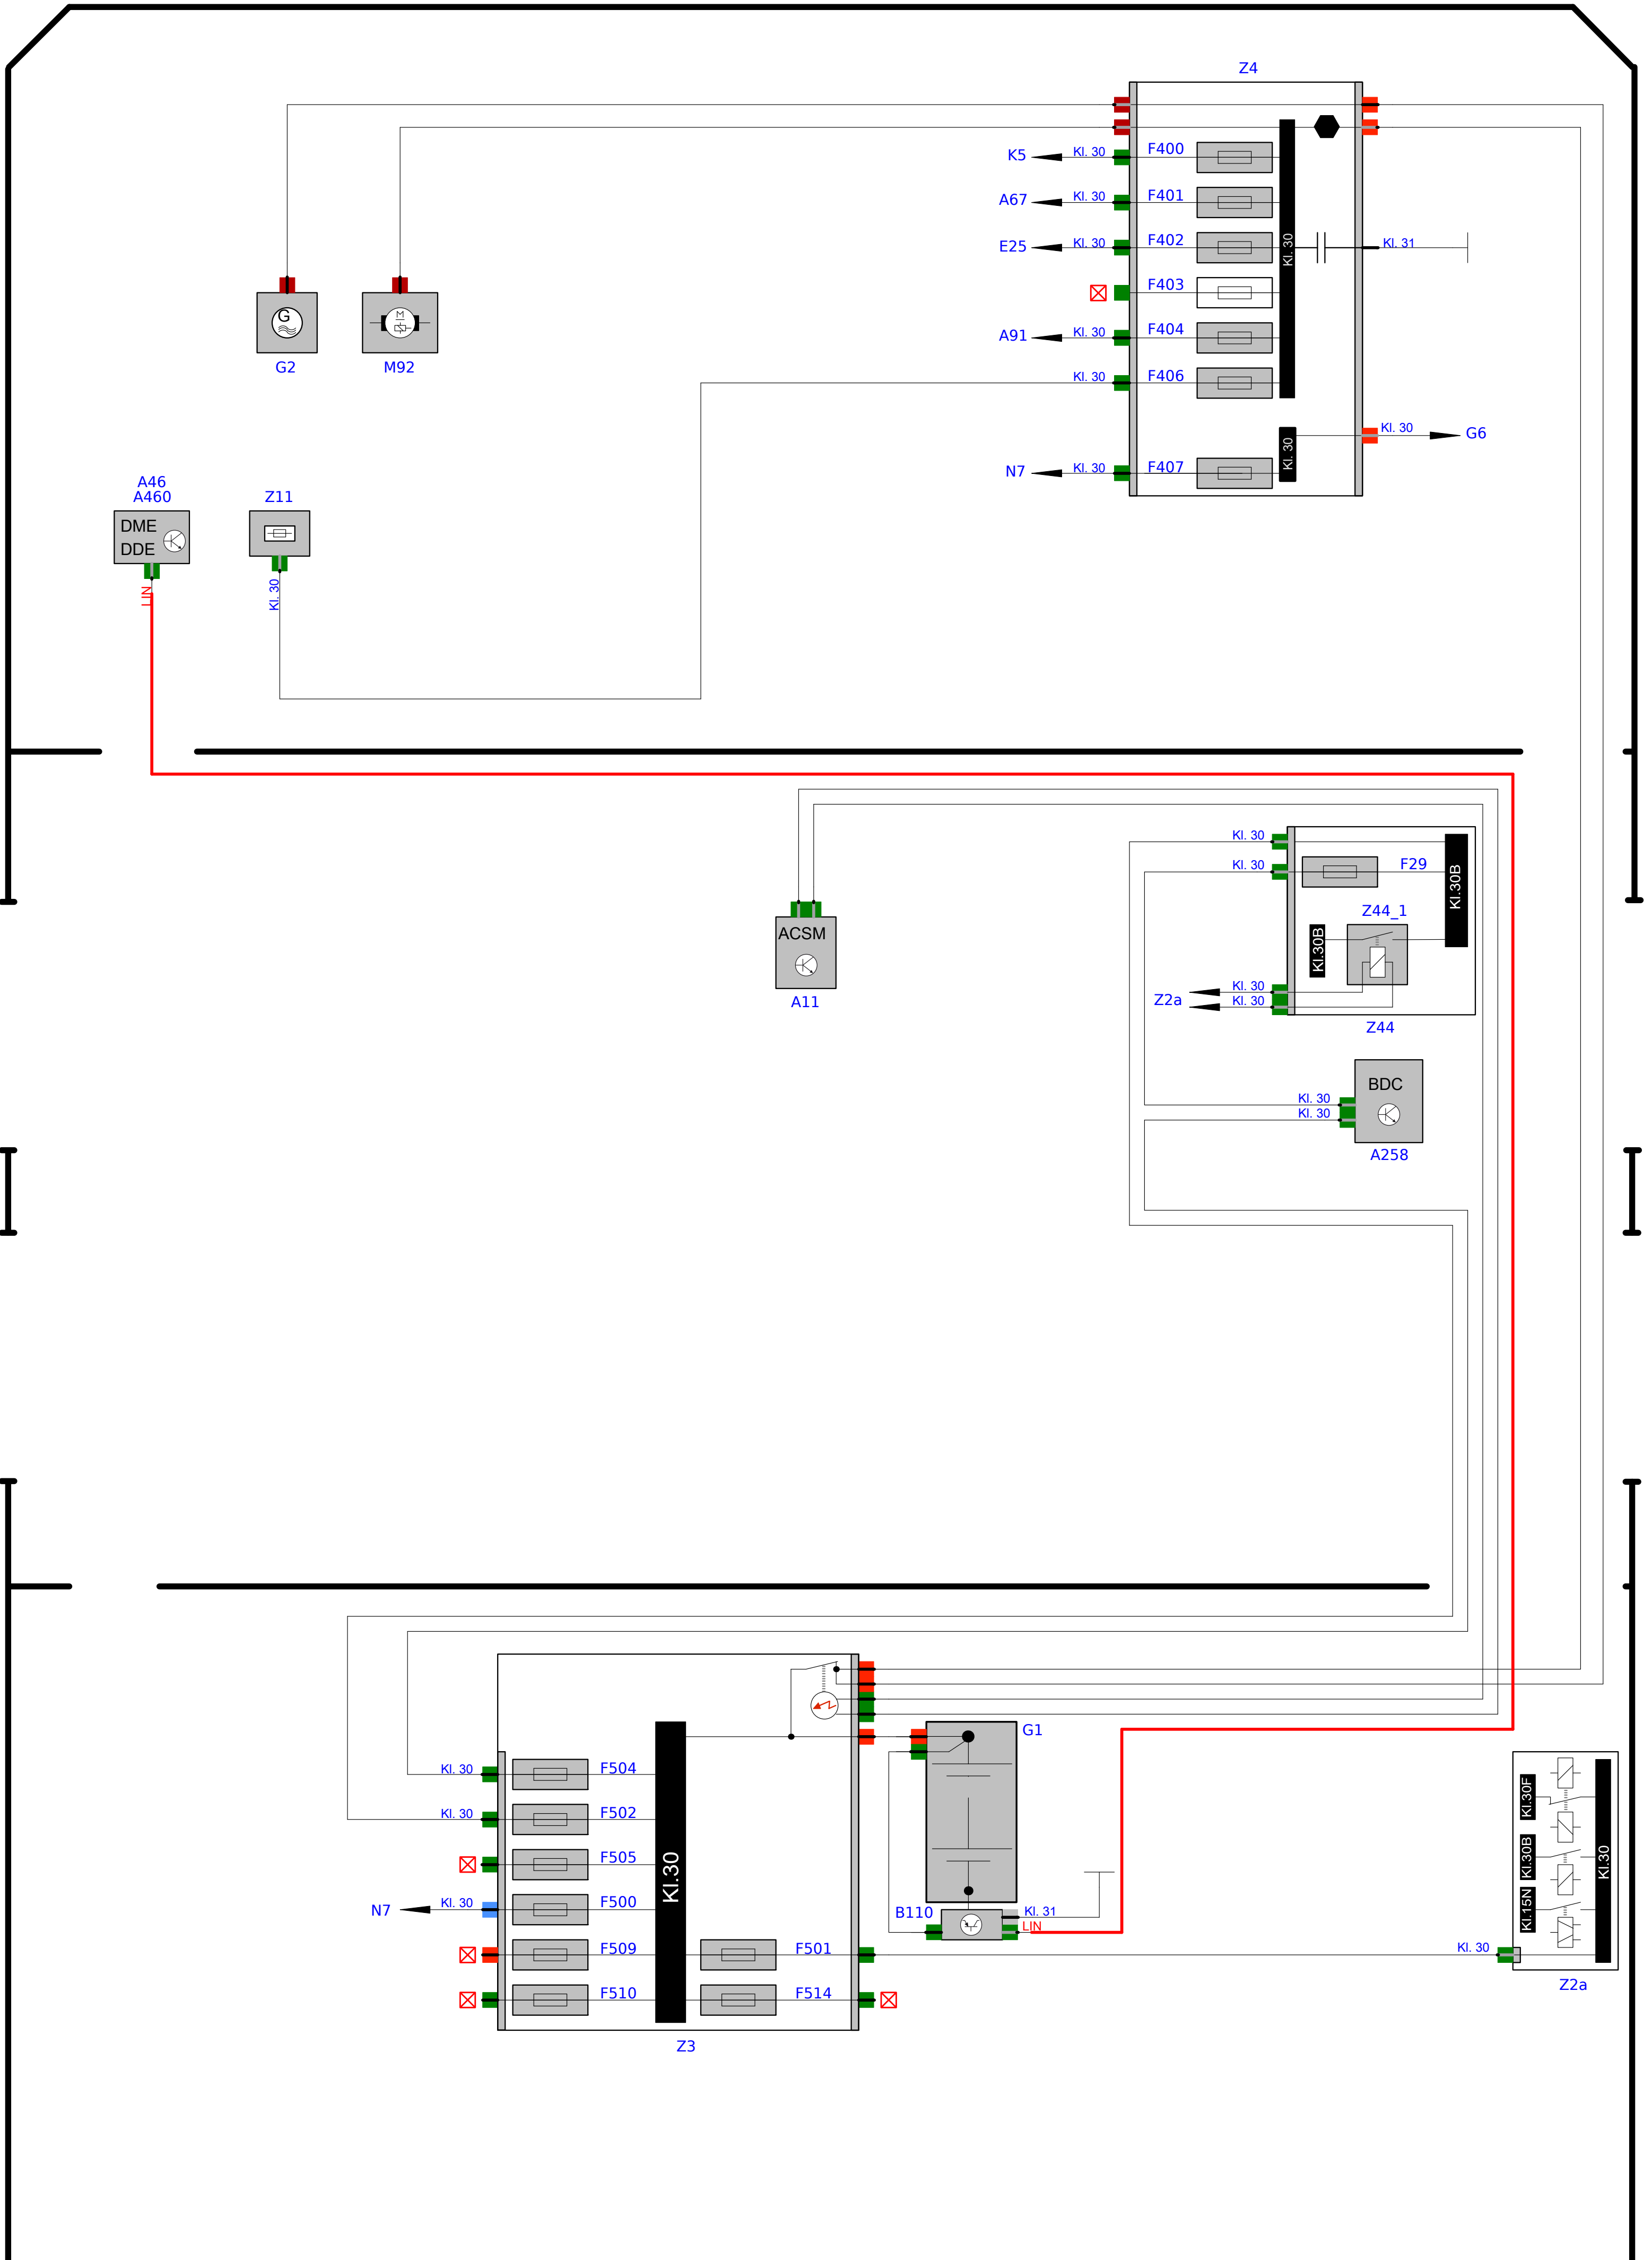 Z4
K5 Kl. 30 F400
A67 Kl. 30 F401
E25 Kl. 30 F402 Kl. 30 Kl. 31
F403
A91 Kl. 30 F404
Kl. 30 F406
Kl. 30 G6
N7 Kl. 30 F407 Kl. 30
G
M
G2 M92
A46
A460 Z11
DME
DDE
LIN Kl. 30
Kl. 30
Kl. 30 F29
Kl.30B
Z44_1
Kl.30B
Z2a Kl. 30
Kl. 30
Z44
ACSM
A11
BDC
Kl. 30
Kl. 30
A258
G1
Kl. 30 F504
Kl. 30 F502
F505
Kl.30
N7 Kl. 30 F500
F509 F501
F510 F514
Z3
B110 Kl. 31
LIN
Kl. 30
Kl.30F
Kl.30B
Kl.15N
Kl.30
Z2a